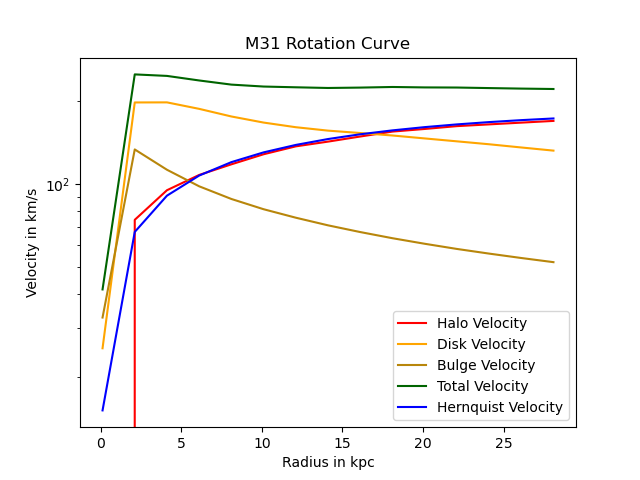 M31 Rotation Curve
Velocity in km/s
10²
Halo Velocity
Disk Velocity
Bulge Velocity
Total Velocity
Hernquist Velocity
0 5 10 15 20 25
Radius in kpc